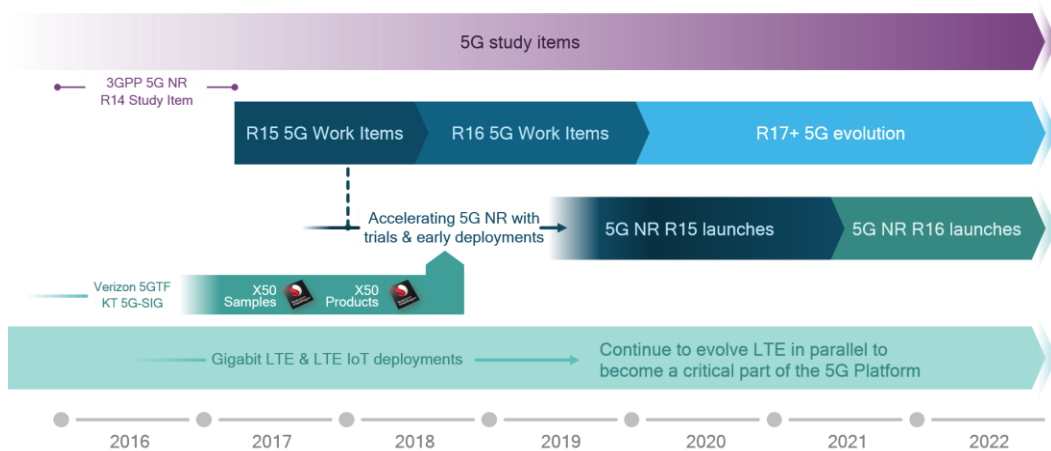 5G study items
3GPP 5G NR
R14 Study Item
R15 5G Work Items
R16 5G Work Items
R17+ 5G evolution
Accelerating 5G NR with
trials & early deployments
5G NR R15 launches
5G NR R16 launches
Verizon 5GTF
KT 5G-SIG
X50
Samples
X50
Products
Gigabit LTE & LTE IoT deployments
Continue to evolve LTE in parallel to
become a critical part of the 5G Platform
2016
2017
2018
2019
2020
2021
2022